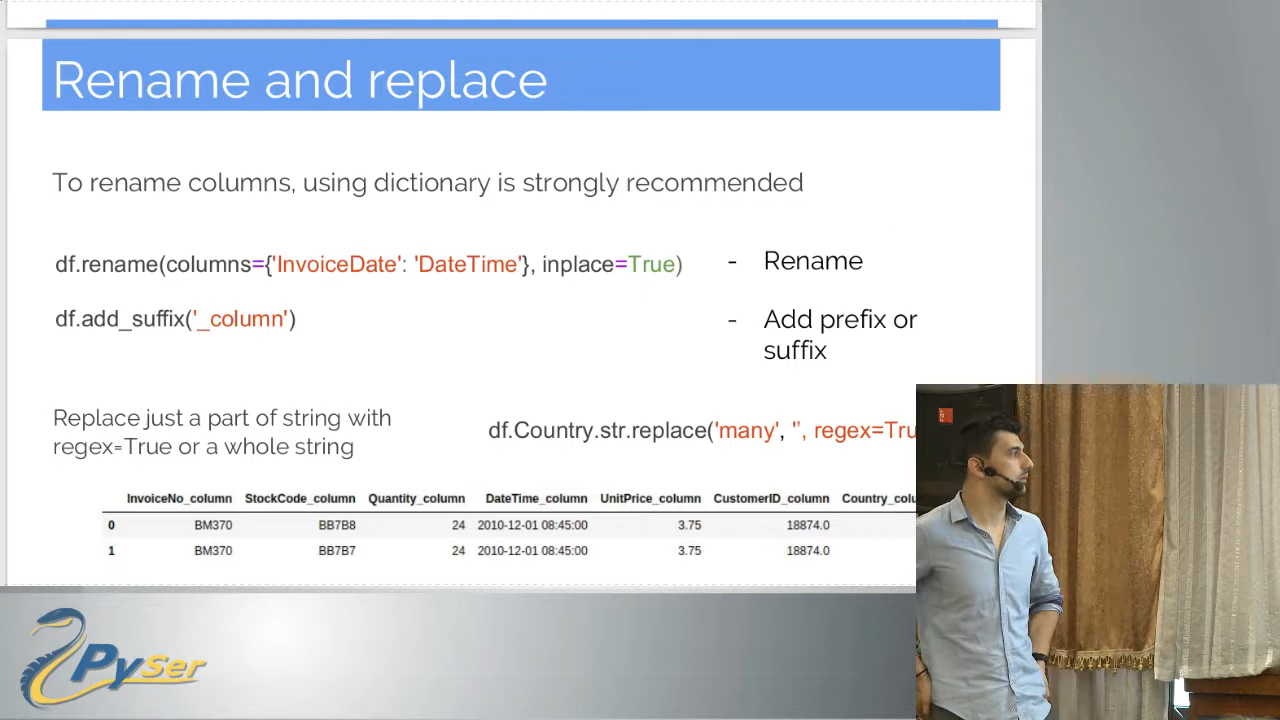 Rename and replace
To rename columns, using dictionary is strongly recommended
df.rename(columns={'InvoiceDate': 'DateTime'}, inplace=True)
- Rename
df.add_suffix('_column')
- Add prefix or
suffix
Replace just a part of string with
regex=True or a whole string
df.Country.str.replace('many', '', regex=Tru
InvoiceNo_column StockCode_column Quantity_column DateTime_column UnitPrice_column CustomerID_column Country_colu
0 BM370 BB7B8 24 2010-12-01 08:45:00 3.75 18874.0
1 BM370 BB7B7 24 2010-12-01 08:45:00 3.75 18874.0
PySer